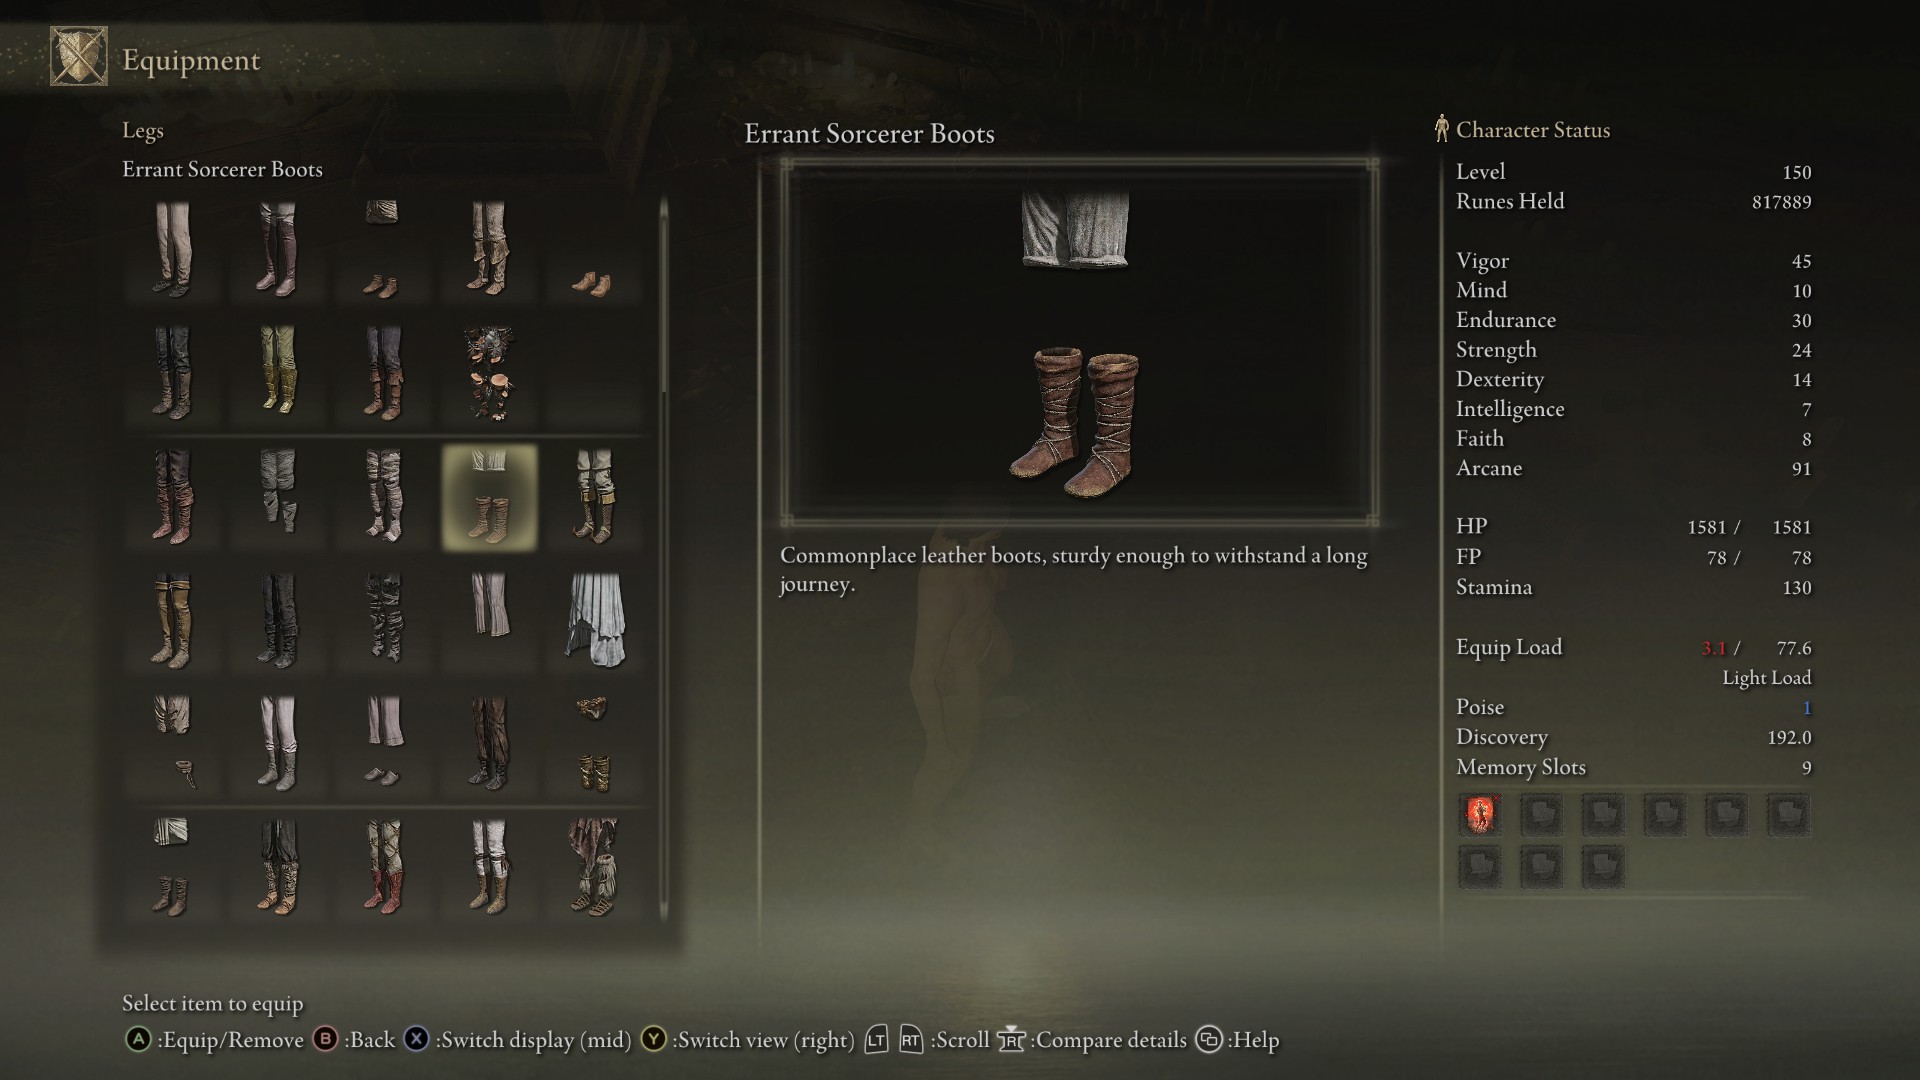 Equipment
Legs
Errant Sorcerer Boots
Errant Sorcerer Boots
Commonplace leather boots, sturdy enough to withstand a long
journey.
Character Status
Level 150
Runes Held 817889
Vigor 45
Mind 10
Endurance 30
Strength 24
Dexterity 14
Intelligence 7
Faith 8
Arcane 91
HP 1581 / 1581
FP 78 / 78
Stamina 130
Equip Load 3.1 / 77.6
Light Load
Poise 1
Discovery 192.0
Memory Slots 9
Select item to equip
A :Equip/Remove B :Back X :Switch display (mid) Y :Switch view (right) LT RT :Scroll R :Compare details :Help